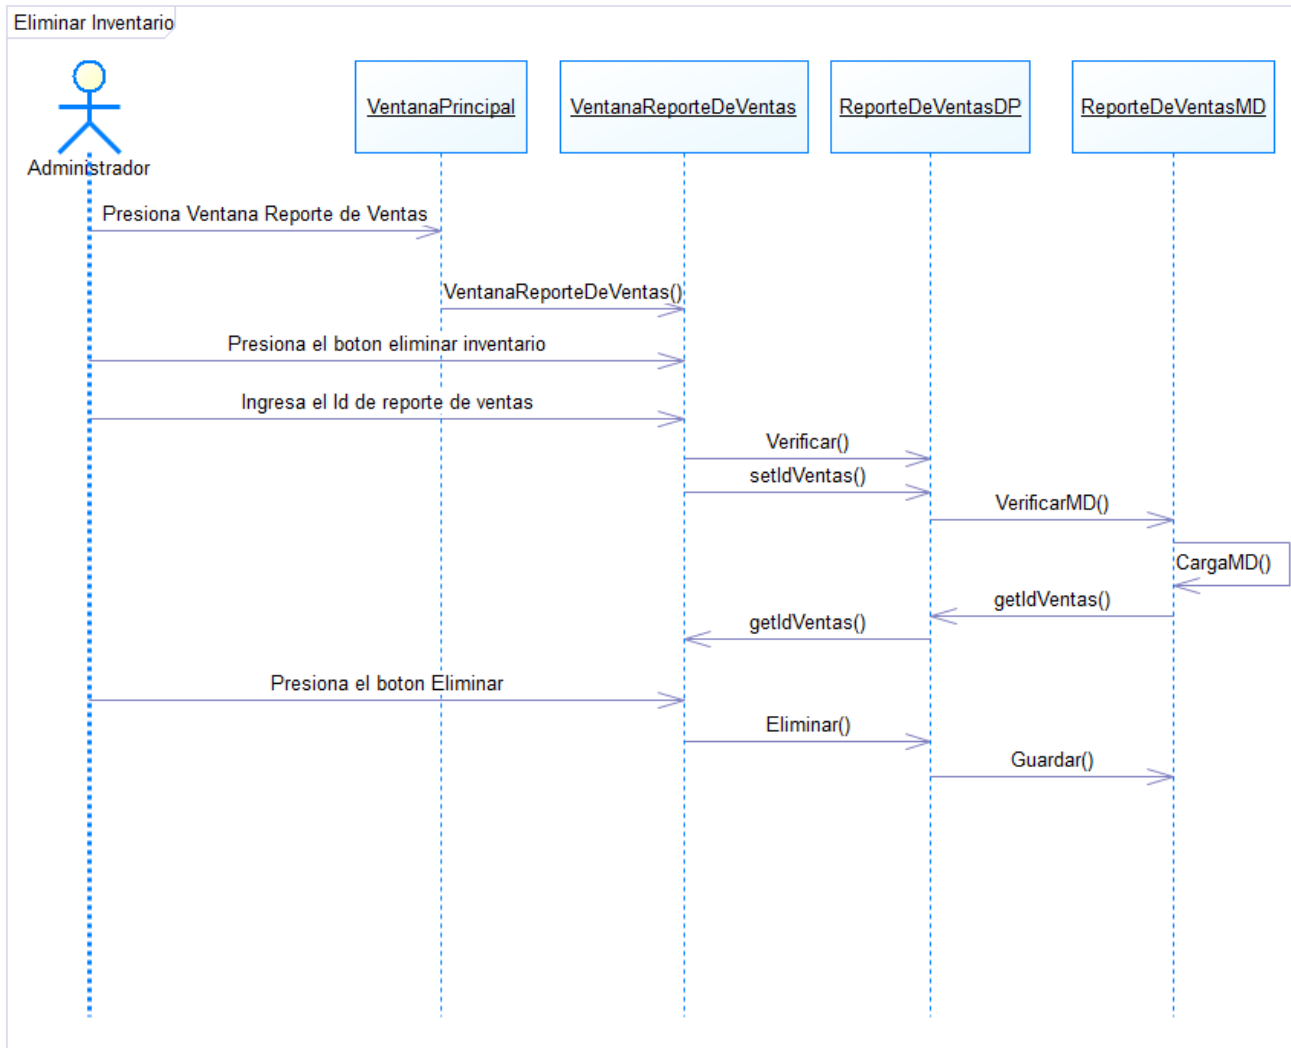 Eliminar Inventario
VentanaPrincipal
VentanaReporteDeVentas
ReporteDeVentasDP
ReporteDeVentasMD
Administrador
Presiona Ventana Reporte de Ventas
VentanaReporteDeVentas()
Presiona el boton eliminar inventario
Ingresa el Id de reporte de ventas
Verificar()
setIdVentas()
VerificarMD()
CargaMD()
getIdVentas()
getIdVentas()
Presiona el boton Eliminar
Eliminar()
Guardar()